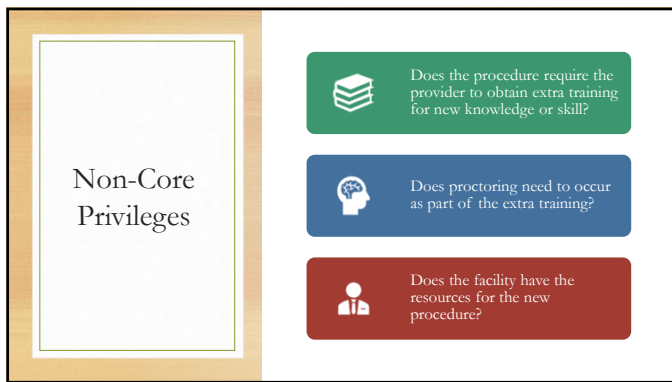 Non-Core
Privileges
Does the procedure require the
provider to obtain extra training
for new knowledge or skill?
Does proctoring need to occur
as part of the extra training?
Does the facility have the
resources for the new
procedure?